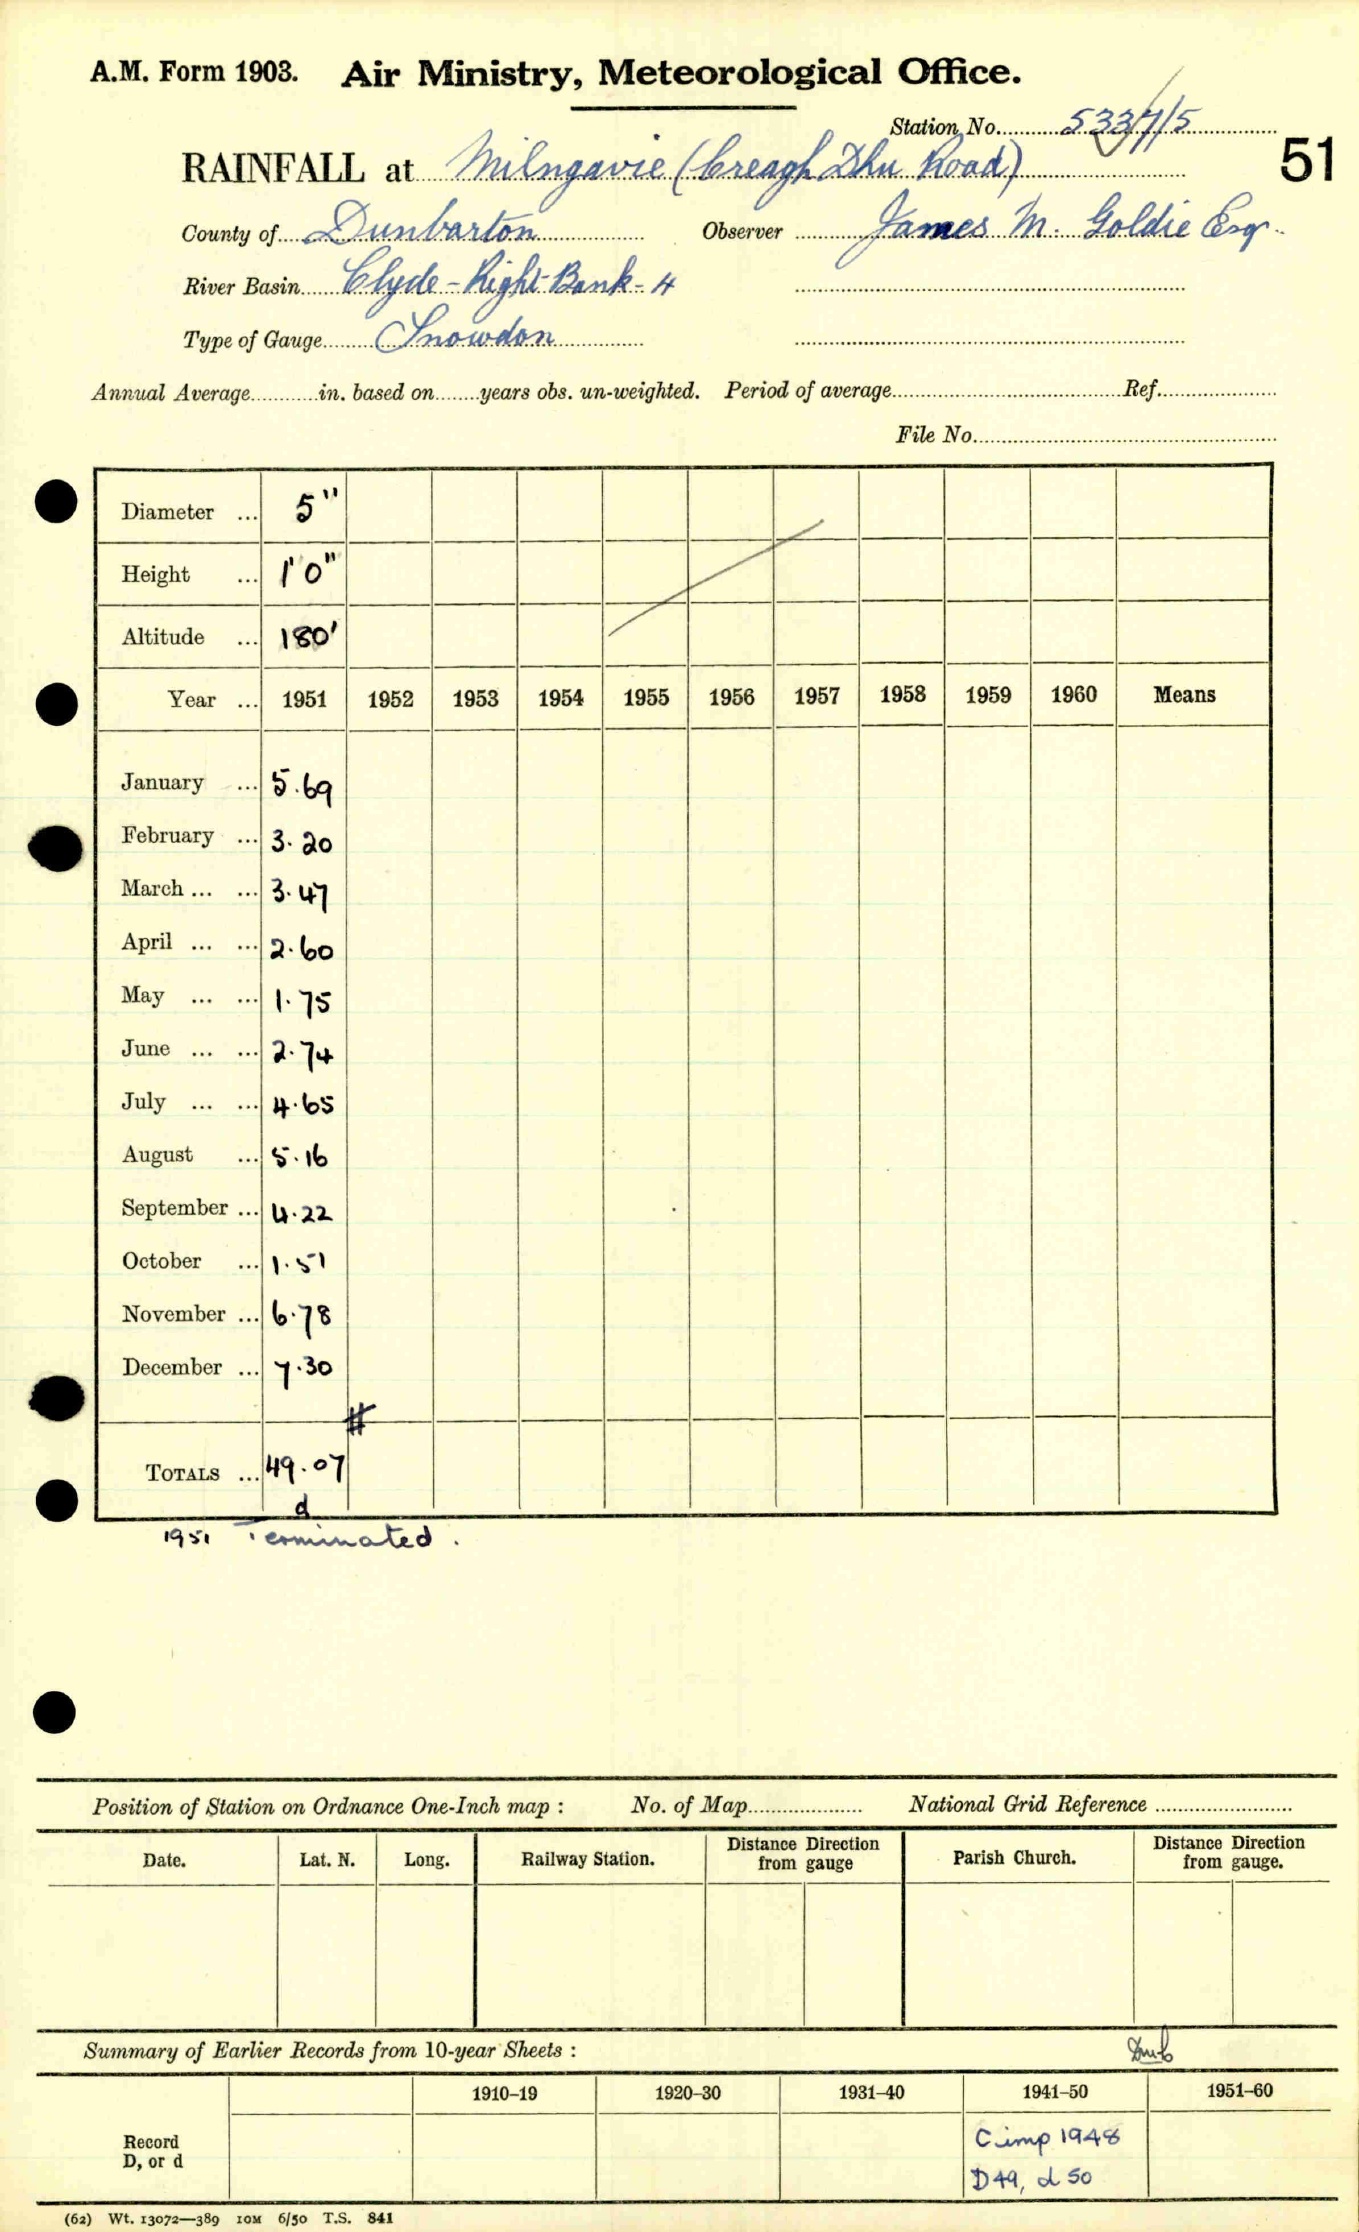 A.M. Form 1903. Air Ministry, Meteorological Office.
Station No. 5337/5
51
RAINFALL at Milngavie (Creagh Dhu Road)
County of Dunbarton Observer James M. Goldie Esq.
River Basin Clyde - Right Bank - 4
Type of Gauge Snowdon
Annual Average in. based on years obs. un-weighted. Period of average Ref.
File No.
Diameter ... 5"
Height ... 1' 0"
Altitude ... 180'
Year ... 1951 1952 1953 1954 1955 1956 1957 1958 1959 1960 Means
January ... 5.69
February ... 3.20
March ... ... 3.47
April ... ... 2.60
May ... ... 1.75
June ... ... 2.74
July ... ... 4.65
August ... 5.16
September ... 4.22
October ... 1.51
November ... 6.78
December ... 7.30
#
TOTALS ... 49.07
d
1951 Terminated.
Position of Station on Ordnance One-Inch map : No. of Map National Grid Reference
Date. Lat. N. Long. Railway Station. Distance Direction from gauge Parish Church. Distance Direction from gauge.
Summary of Earlier Records from 10-year Sheets :
1910-19 1920-30 1931-40 1941-50 1951-60
Record D, or d
C imp 1948
D49, d 50
(62) Wt. 13072—389 10M 6/50 T.S. 841